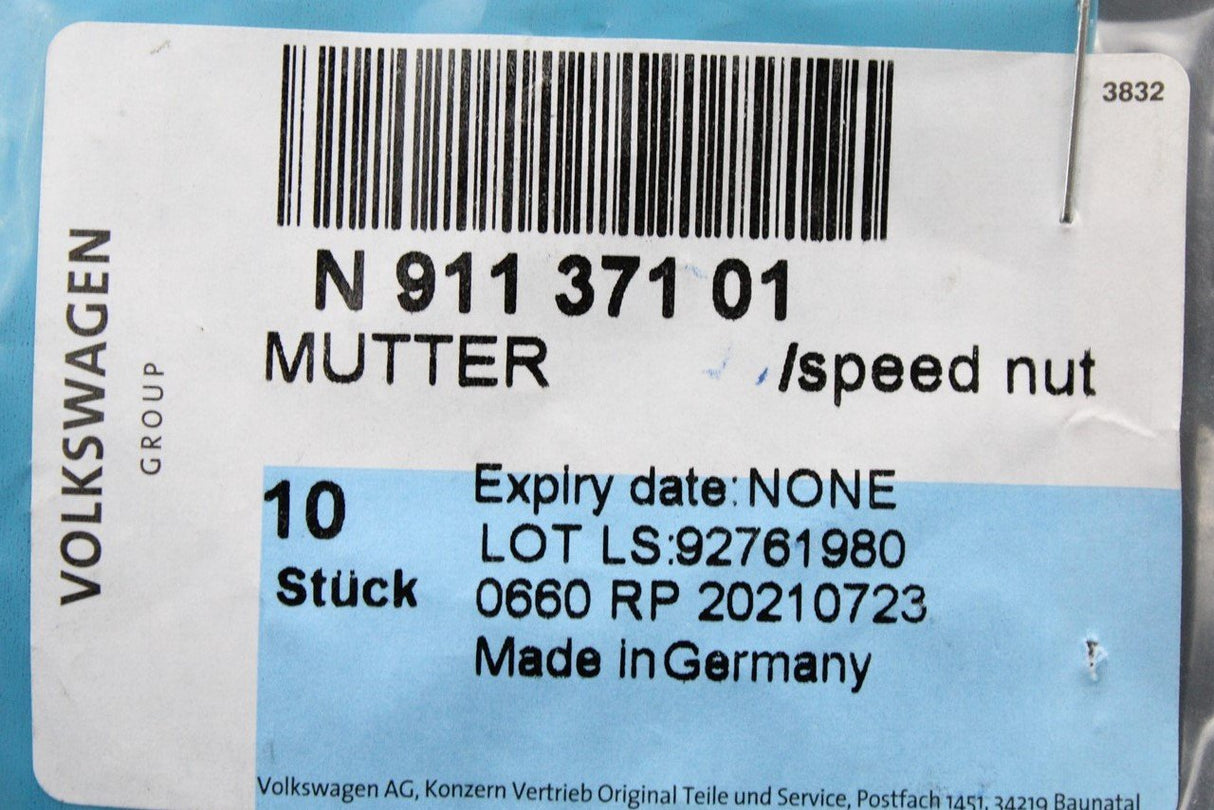 3832
VOLKSWAGEN
GROUP
N 911 371 01
MUTTER /speed nut
10
Stück
Expiry date: NONE
LOT LS:92761980
0660 RP 20210723
Made in Germany
Volkswagen AG, Konzern Vertrieb Original Teile und Service, Postfach 1451, 34219 Baunatal